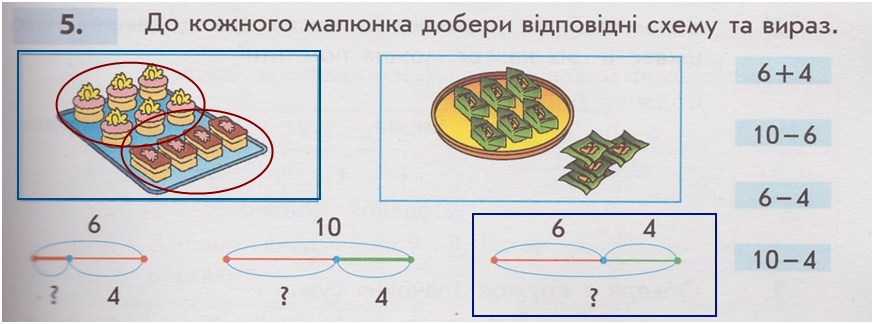 5. До кожного малюнка добери відповідні схему та вираз.
6+4
10−6
6−4
10−4
6 10 6 4
? 4 ? 4 ?